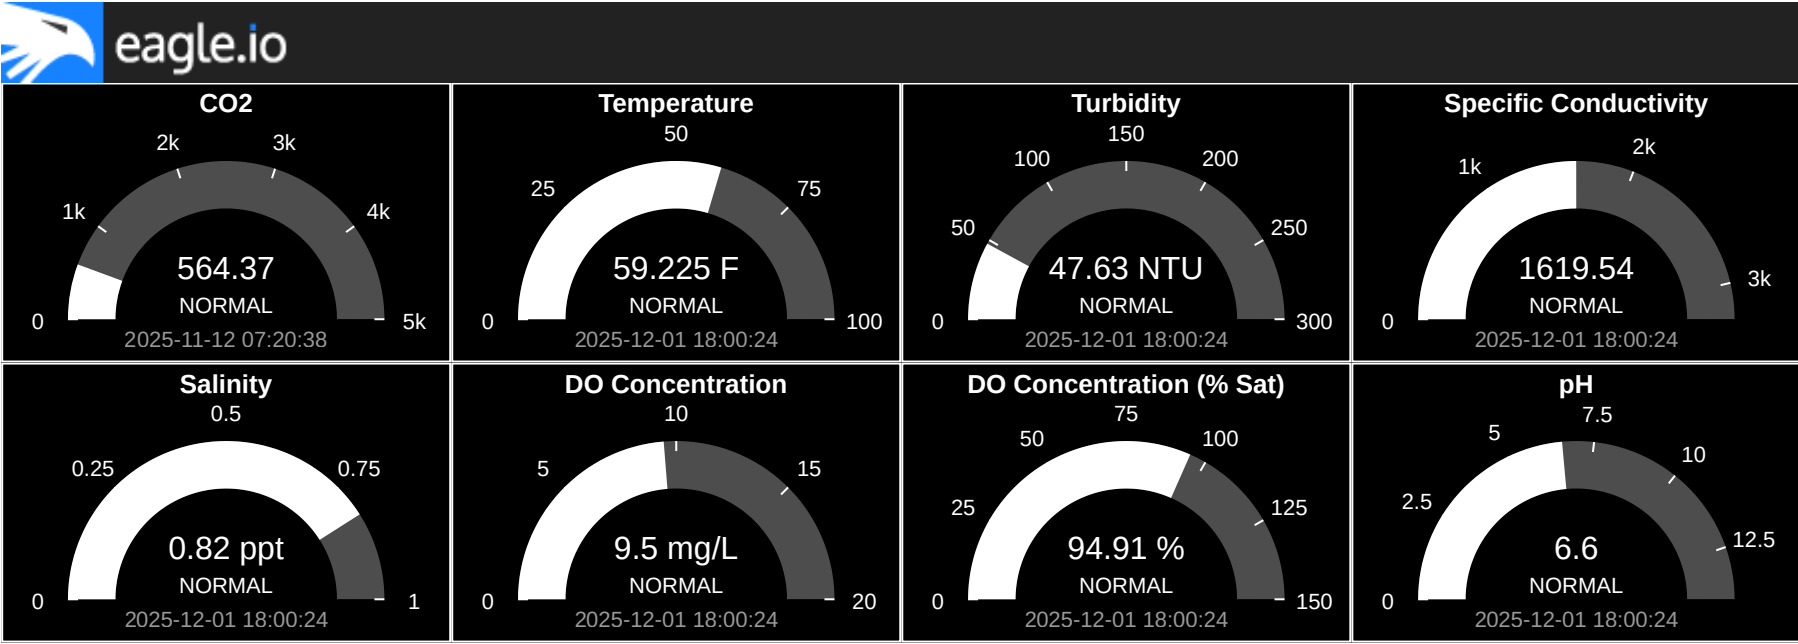 eagle.io
CO2
0
1k
2k
3k
4k
5k
564.37
NORMAL
2025-11-12 07:20:38
Temperature
0
25
50
75
100
59.225 F
NORMAL
2025-12-01 18:00:24
Turbidity
0
50
100
150
200
250
300
47.63 NTU
NORMAL
2025-12-01 18:00:24
Specific Conductivity
0
1k
2k
3k
1619.54
NORMAL
2025-12-01 18:00:24
Salinity
0
0.25
0.5
0.75
1
0.82 ppt
NORMAL
2025-12-01 18:00:24
DO Concentration
0
5
10
15
20
9.5 mg/L
NORMAL
2025-12-01 18:00:24
DO Concentration (% Sat)
0
25
50
75
100
125
150
94.91 %
NORMAL
2025-12-01 18:00:24
pH
0
2.5
5
7.5
10
12.5
6.6
NORMAL
2025-12-01 18:00:24